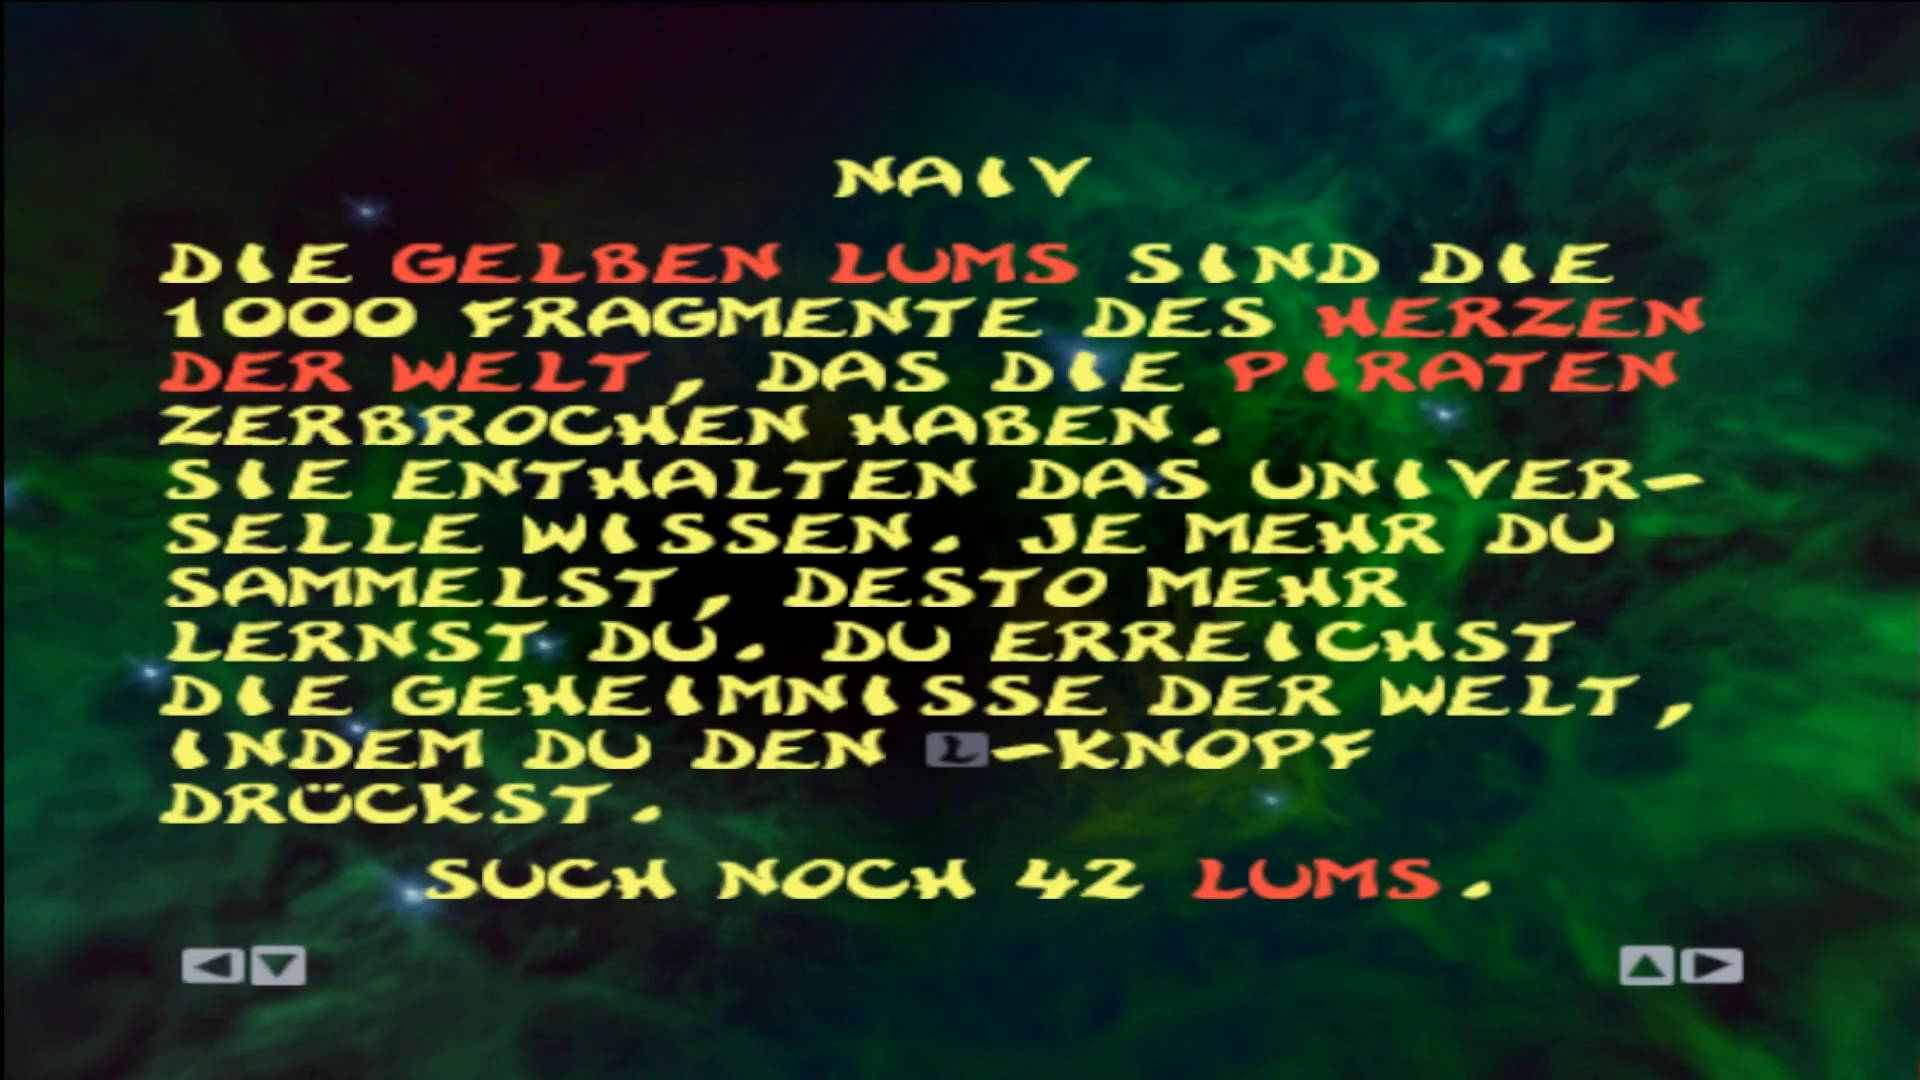 NAIV
DIE GELBEN LUMS SIND DIE
1000 FRAGMENTE DES HERZEN
DER WELT, DAS DIE PIRATEN
ZERBROCHEN HABEN.
SIE ENTHALTEN DAS UNIVER-
SELLE WISSEN. JE MEHR DU
SAMMELST, DESTO MEHR
LERNST DU. DU ERREICHST
DIE GEHEIMNISSE DER WELT,
INDEM DU DEN L-KNOPF
DRÜCKST.
SUCH NOCH 42 LUMS.